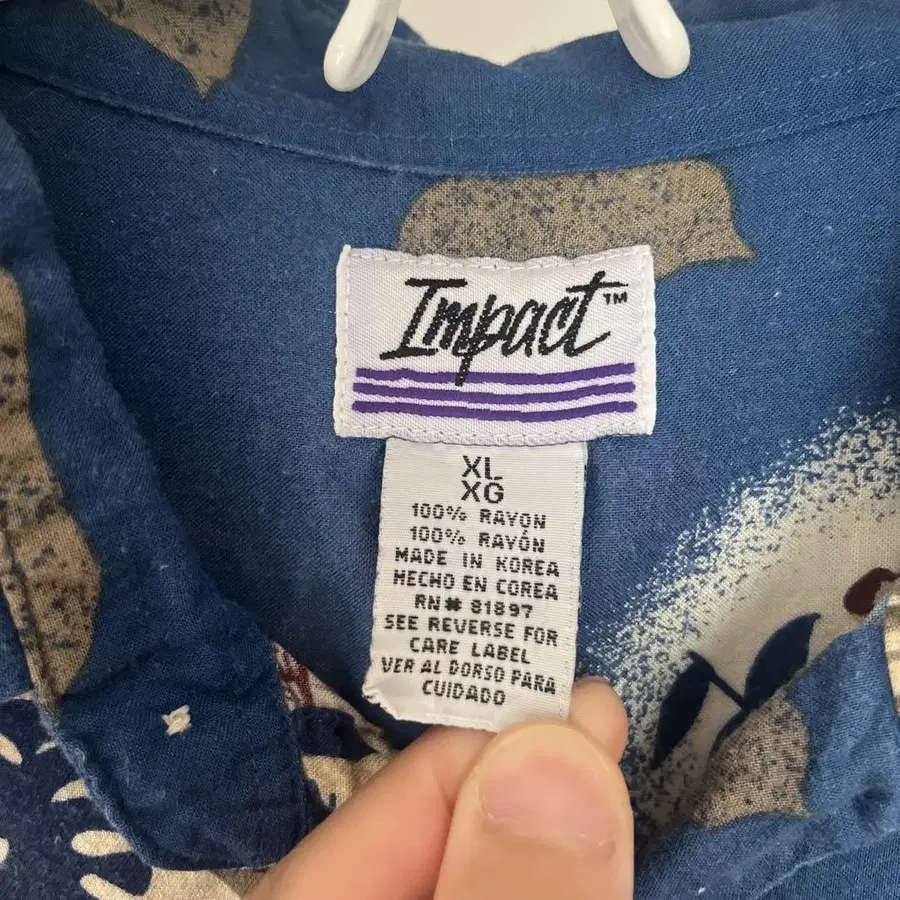 Impact™
XL
XG
100% RAYON
100% RAYÓN
MADE IN KOREA
HECHO EN COREA
RN# 81897
SEE REVERSE FOR
CARE LABEL
VER AL DORSO PARA
CUIDADO